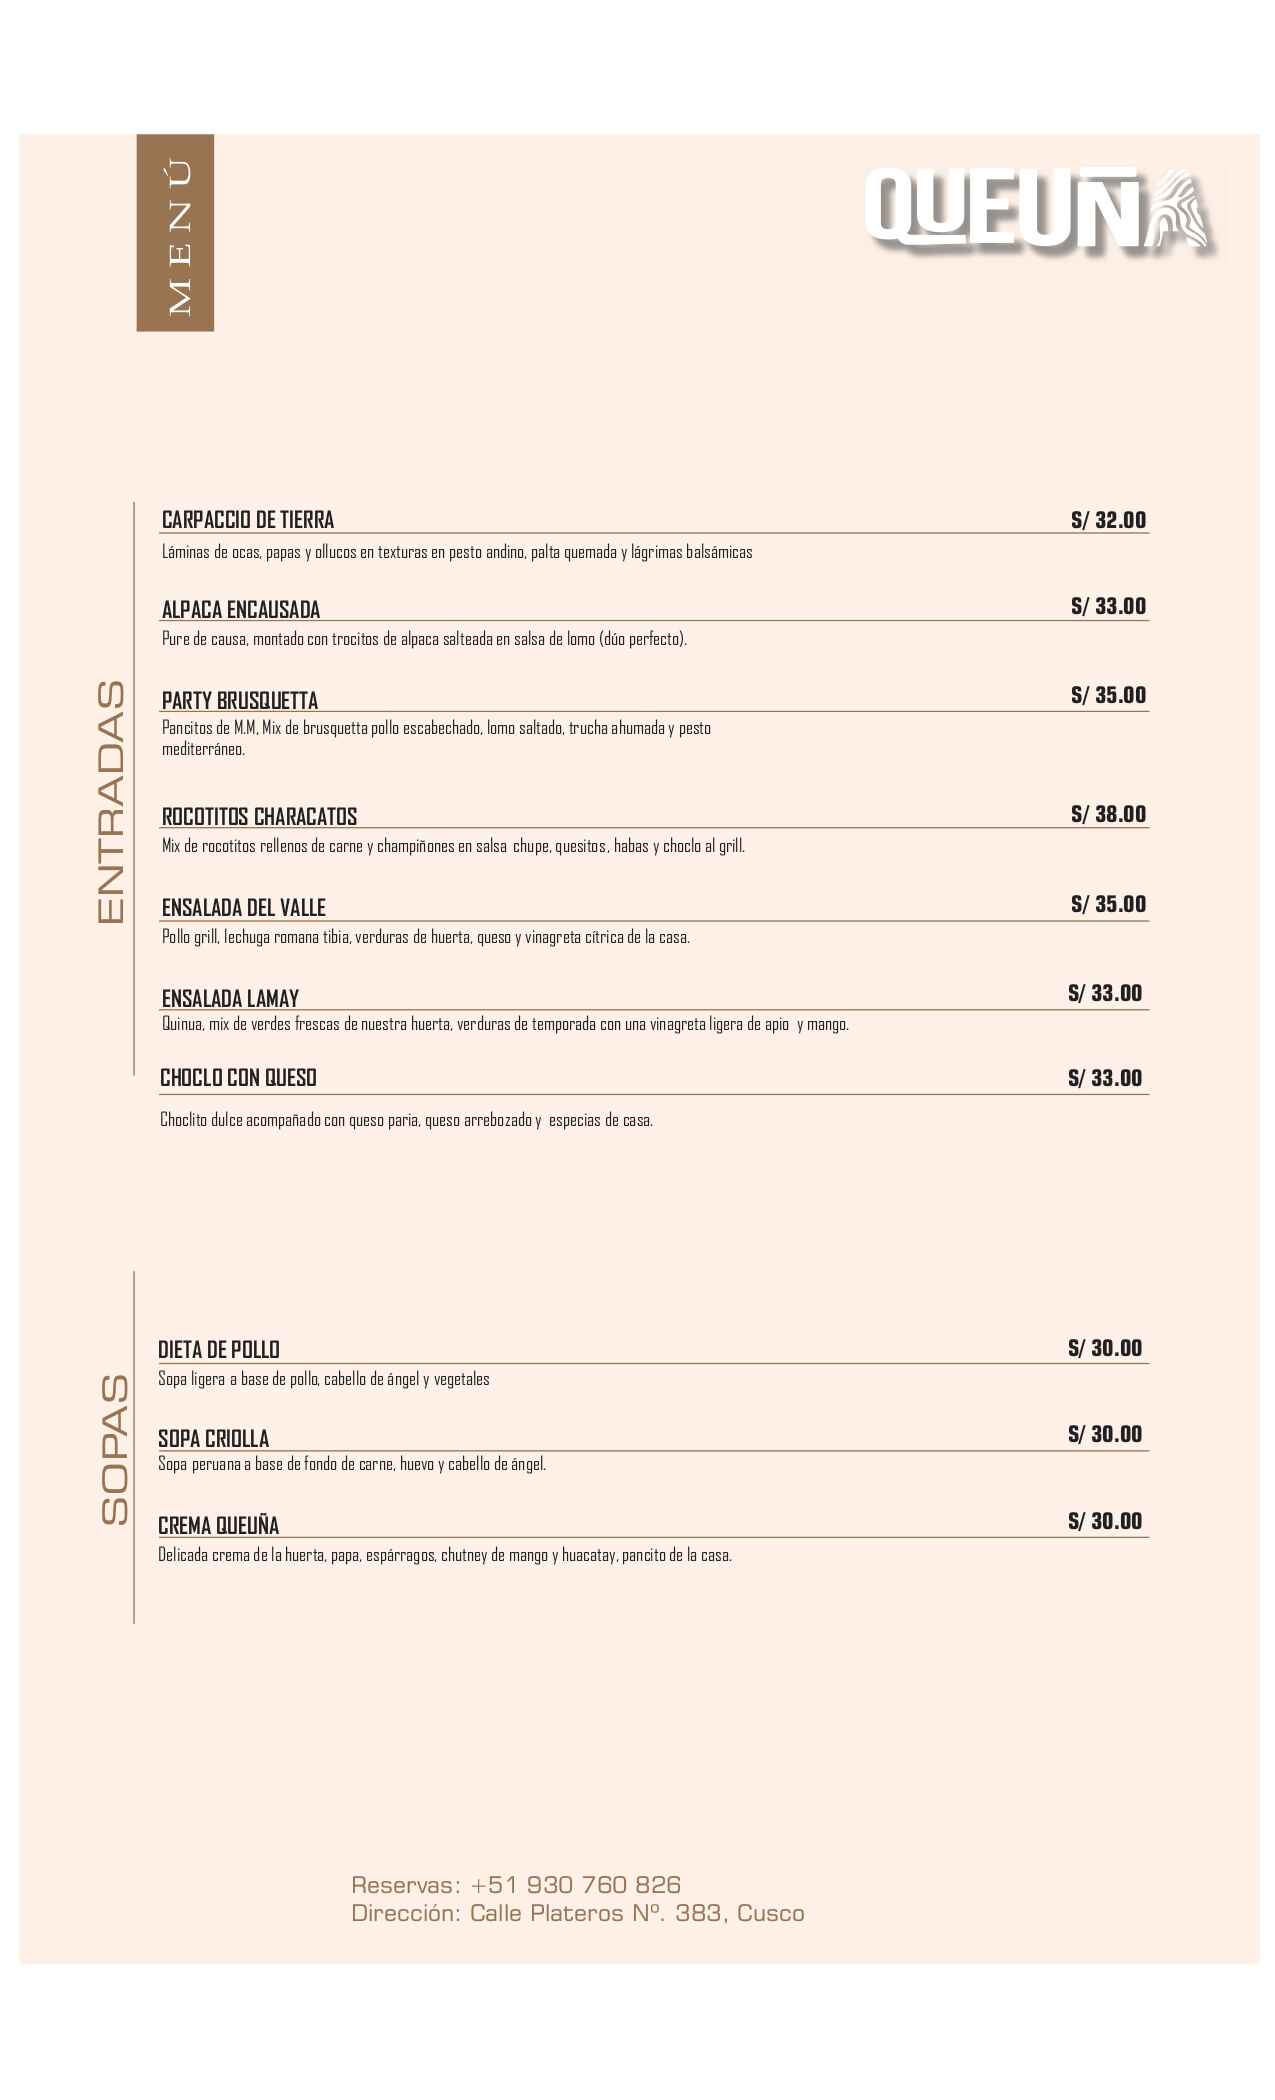 MENÚ
QUEUÑA
ENTRADAS
CARPACCIO DE TIERRA S/ 32.00
Láminas de ocas, papas y ollucos en texturas en pesto andino, palta quemada y lágrimas balsámicas
ALPACA ENCAUSADA S/ 33.00
Pure de causa, montado con trocitos de alpaca salteada en salsa de lomo (dúo perfecto).
PARTY BRUSQUETTA S/ 35.00
Pancitos de M.M, Mix de brusquetta pollo escabechado, lomo saltado, trucha ahumada y pesto
mediterráneo.
ROCOTITOS CHARACATOS S/ 38.00
Mix de rocotitos rellenos de carne y champiñones en salsa chupe, quesitos, habas y choclo al grill.
ENSALADA DEL VALLE S/ 35.00
Pollo grill, lechuga romana tibia, verduras de huerta, queso y vinagreta cítrica de la casa.
ENSALADA LAMAY S/ 33.00
Quinua, mix de verdes frescas de nuestra huerta, verduras de temporada con una vinagreta ligera de apio y mango.
CHOCLO CON QUESO S/ 33.00
Choclito dulce acompañado con queso paria, queso arrebozado y especias de casa.
SOPAS
DIETA DE POLLO S/ 30.00
Sopa ligera a base de pollo, cabello de ángel y vegetales
SOPA CRIOLLA S/ 30.00
Sopa peruana a base de fondo de carne, huevo y cabello de ángel.
CREMA QUEUÑA S/ 30.00
Delicada crema de la huerta, papa, espárragos, chutney de mango y huacatay, pancito de la casa.
Reservas: +51 930 760 826
Dirección: Calle Plateros Nº. 383, Cusco